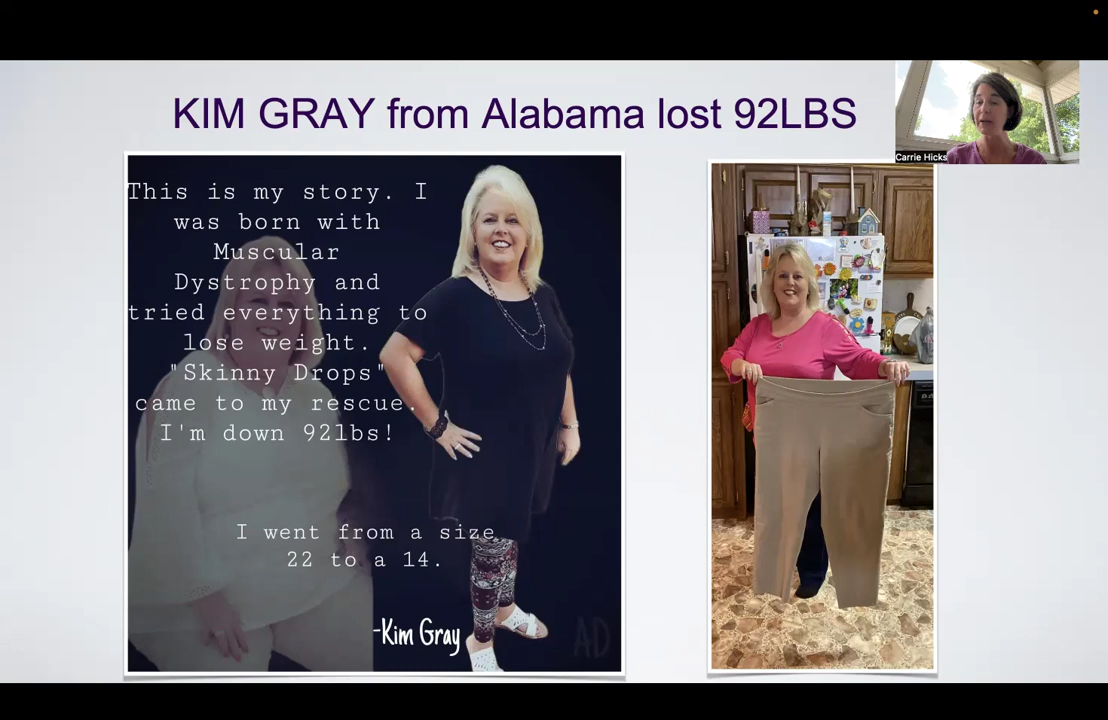 KIM GRAY from Alabama lost 92LBS
Carrie Hicks
This is my story. I
was born with
Muscular
Dystrophy and
tried everything to
lose weight.
"Skinny Drops"
came to my rescue.
I'm down 92lbs!
I went from a size
22 to a 14.
-Kim Gray
AD